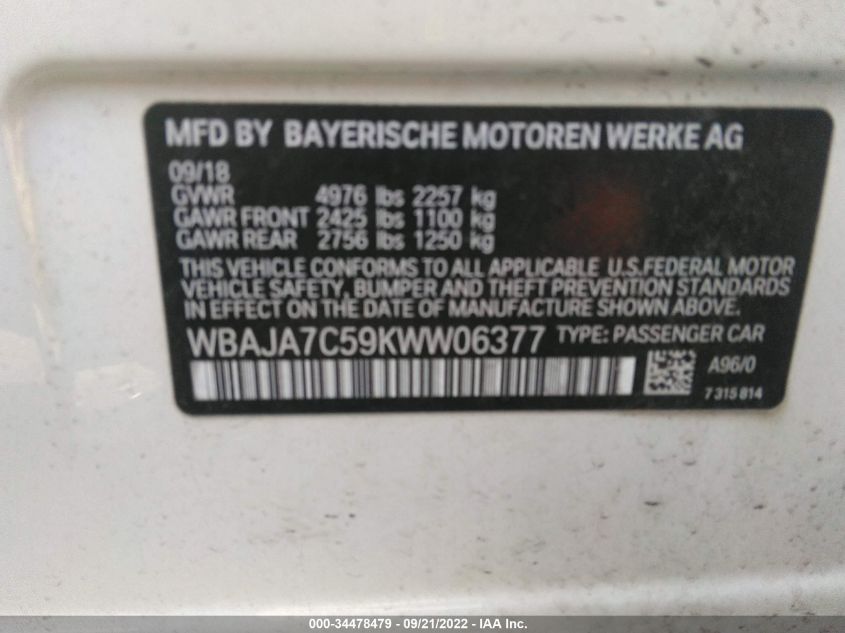 MFD BY BAYERISCHE MOTOREN WERKE AG
09/18
GVWR 4976 lbs 2257 kg
GAWR FRONT 2425 lbs 1100 kg
GAWR REAR 2756 lbs 1250 kg
THIS VEHICLE CONFORMS TO ALL APPLICABLE U.S.FEDERAL MOTOR
VEHICLE SAFETY, BUMPER AND THEFT PREVENTION STANDARDS
IN EFFECT ON THE DATE OF MANUFACTURE SHOWN ABOVE.
WBAJA7C59KWW06377 TYPE: PASSENGER CAR
A96/0
7 315 814
000-34478479 - 09/21/2022 - IAA Inc.